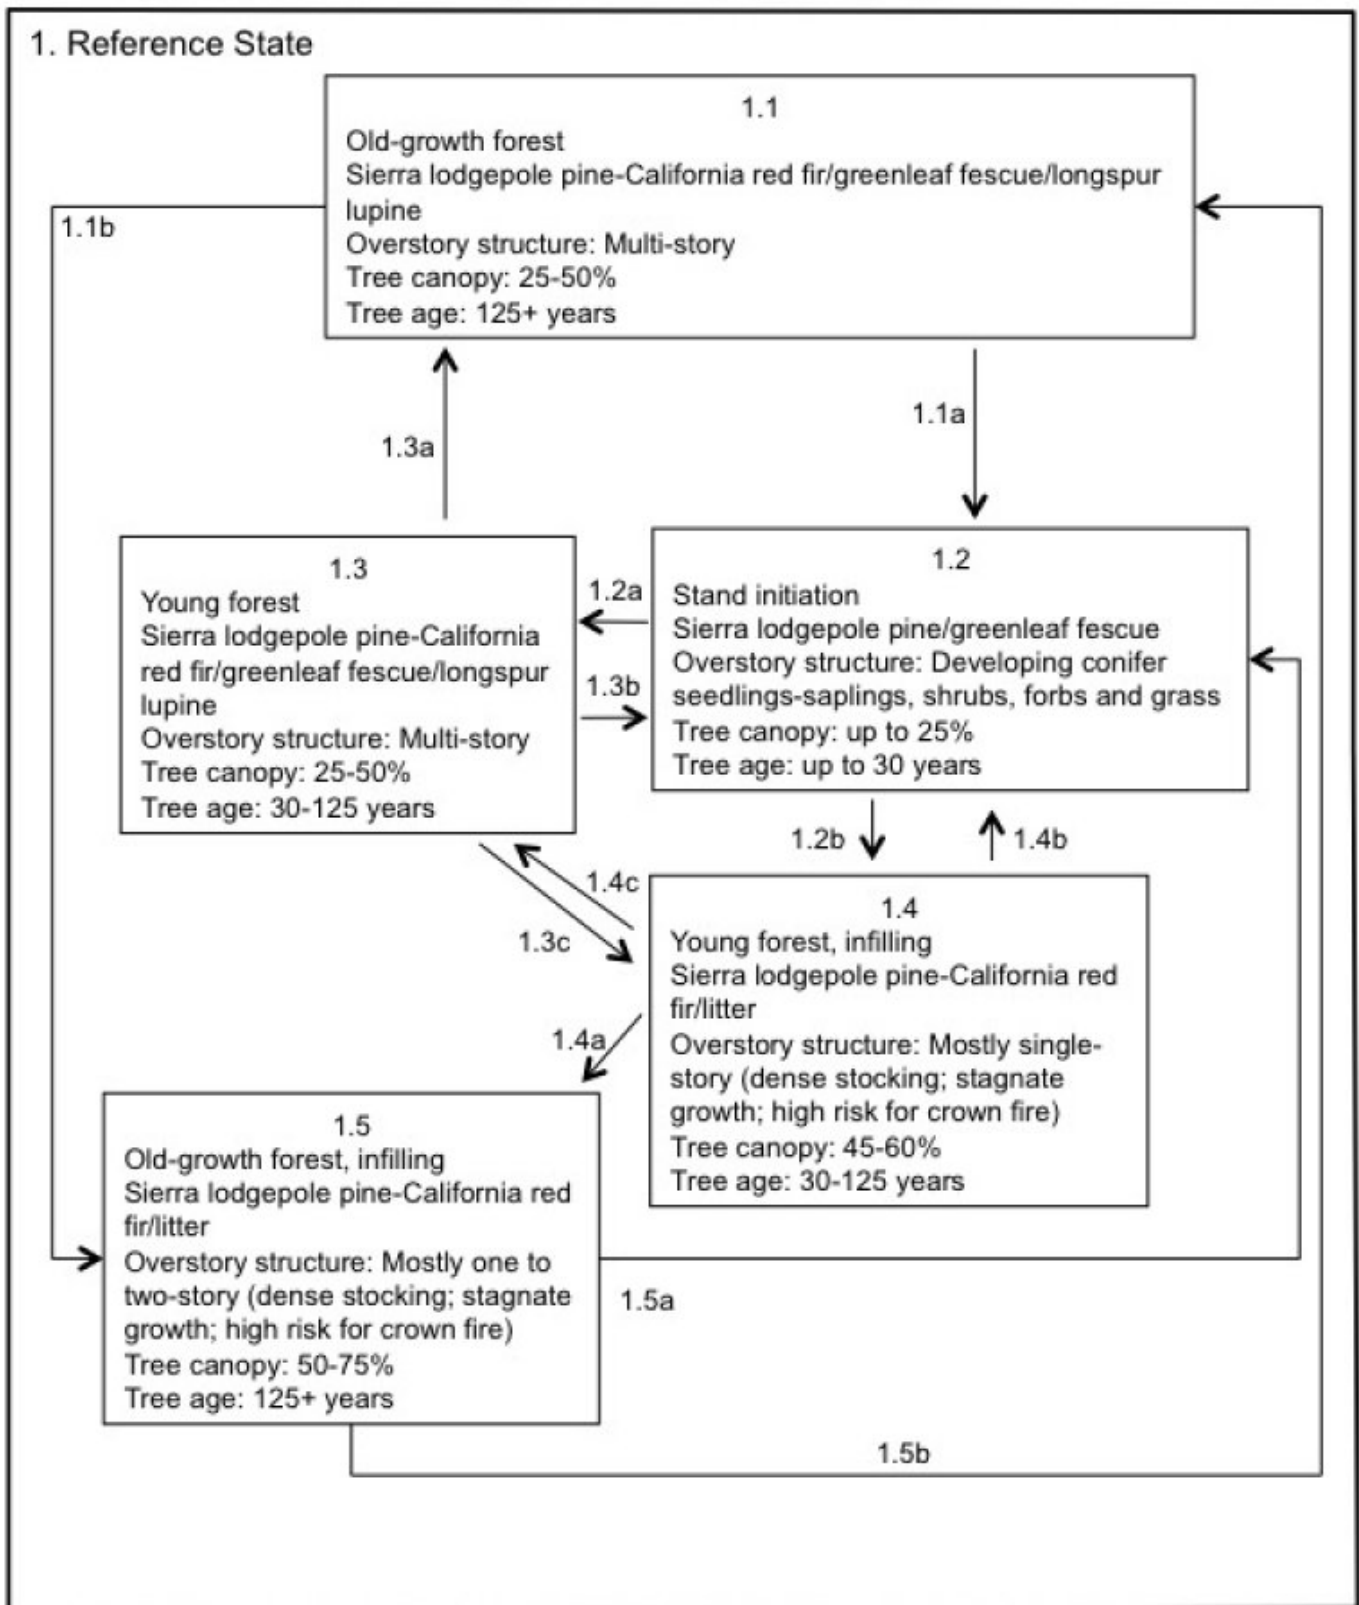 1. Reference State
1.1
Old-growth forest
Sierra lodgepole pine-California red fir/greenleaf fescue/longspur
lupine
Overstory structure: Multi-story
Tree canopy: 25-50%
Tree age: 125+ years
1.1b
1.1a
1.3a
1.3
Young forest
Sierra lodgepole pine-California
red fir/greenleaf fescue/longspur
lupine
Overstory structure: Multi-story
Tree canopy: 25-50%
Tree age: 30-125 years
1.2a
1.3b
1.2
Stand initiation
Sierra lodgepole pine/greenleaf fescue
Overstory structure: Developing conifer
seedlings-saplings, shrubs, forbs and grass
Tree canopy: up to 25%
Tree age: up to 30 years
1.2b
1.4b
1.4c
1.3c
1.4
Young forest, infilling
Sierra lodgepole pine-California red
fir/litter
Overstory structure: Mostly single-
story (dense stocking; stagnate
growth; high risk for crown fire)
Tree canopy: 45-60%
Tree age: 30-125 years
1.4a
1.5
Old-growth forest, infilling
Sierra lodgepole pine-California red
fir/litter
Overstory structure: Mostly one to
two-story (dense stocking; stagnate
growth; high risk for crown fire)
Tree canopy: 50-75%
Tree age: 125+ years
1.5a
1.5b